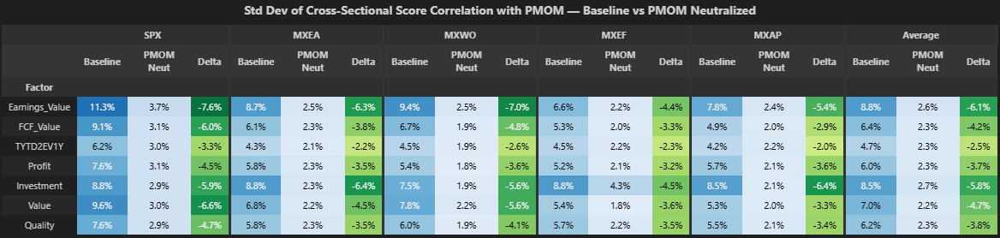 Std Dev of Cross-Sectional Score Correlation with PMOM — Baseline vs PMOM Neutralized
SPX MXEA MXWO MXEF MXAP Average
Baseline PMOM Neut Delta Baseline PMOM Neut Delta Baseline PMOM Neut Delta Baseline PMOM Neut Delta Baseline PMOM Neut Delta Baseline PMOM Neut Delta
Factor
Earnings_Value 11.3% 3.7% -7.6% 8.7% 2.5% -6.3% 9.4% 2.5% -7.0% 6.6% 2.2% -4.4% 7.8% 2.4% -5.4% 8.8% 2.6% -6.1%
FCF_Value 9.1% 3.1% -6.0% 6.1% 2.3% -3.8% 6.7% 1.9% -4.8% 5.3% 2.0% -3.3% 4.9% 2.0% -2.9% 6.4% 2.3% -4.2%
TYTD2EV1Y 6.2% 3.0% -3.3% 4.3% 2.1% -2.2% 4.5% 1.9% -2.6% 4.5% 2.2% -2.3% 4.2% 2.2% -2.0% 4.7% 2.3% -2.5%
Profit 7.6% 3.1% -4.5% 5.8% 2.3% -3.5% 5.4% 1.8% -3.6% 5.2% 2.1% -3.2% 5.7% 2.1% -3.6% 6.0% 2.3% -3.7%
Investment 8.8% 2.9% -5.9% 8.8% 2.3% -6.4% 7.5% 1.9% -5.6% 8.8% 4.3% -4.5% 8.5% 2.1% -6.4% 8.5% 2.7% -5.8%
Value 9.6% 3.0% -6.6% 6.8% 2.2% -4.5% 7.8% 2.2% -5.6% 5.4% 1.8% -3.6% 5.3% 2.0% -3.3% 7.0% 2.2% -4.7%
Quality 7.6% 2.9% -4.7% 5.8% 2.3% -3.5% 6.0% 1.9% -4.1% 5.7% 2.2% -3.5% 5.5% 2.1% -3.4% 6.2% 2.3% -3.8%